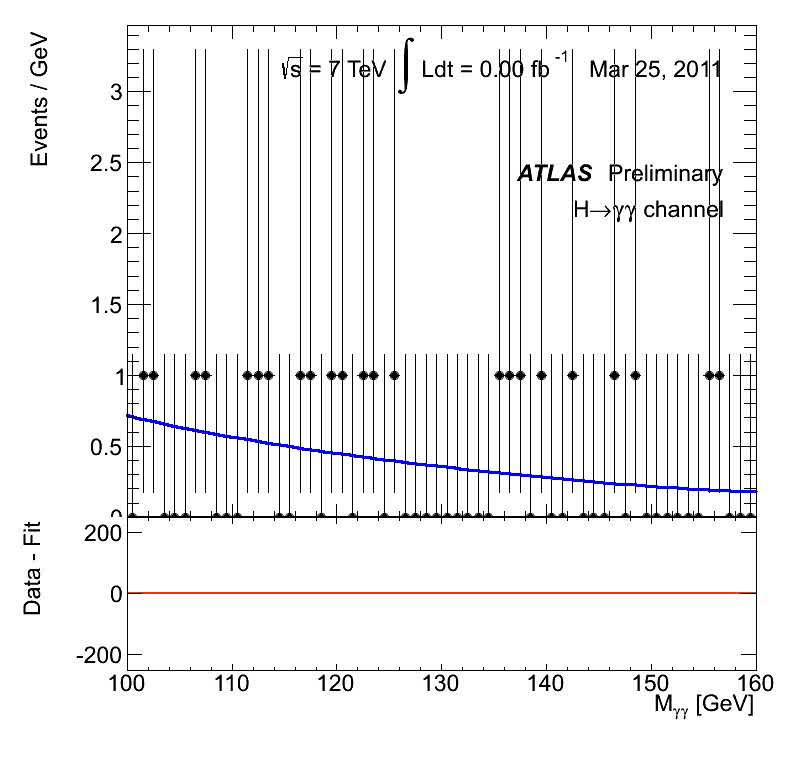 Events / GeV
√s = 7 TeV ∫ Ldt = 0.00 fb⁻¹ Mar 25, 2011
ATLAS Preliminary
H→γγ channel
3
2.5
2
1.5
1
0.5
0
Data - Fit
200
0
-200
100 110 120 130 140 150 160
Mγγ [GeV]